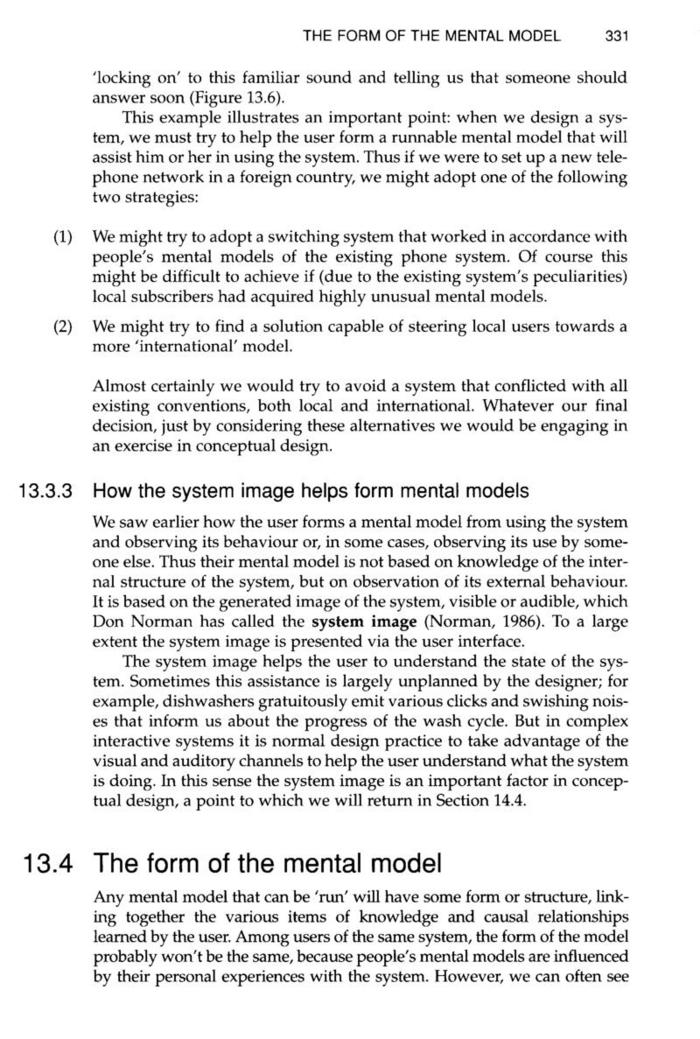 THE FORM OF THE MENTAL MODEL 331
'locking on' to this familiar sound and telling us that someone should
answer soon (Figure 13.6).
This example illustrates an important point: when we design a sys-
tem, we must try to help the user form a runnable mental model that will
assist him or her in using the system. Thus if we were to set up a new tele-
phone network in a foreign country, we might adopt one of the following
two strategies:
(1) We might try to adopt a switching system that worked in accordance with
people's mental models of the existing phone system. Of course this
might be difficult to achieve if (due to the existing system's peculiarities)
local subscribers had acquired highly unusual mental models.
(2) We might try to find a solution capable of steering local users towards a
more 'international' model.
Almost certainly we would try to avoid a system that conflicted with all
existing conventions, both local and international. Whatever our final
decision, just by considering these alternatives we would be engaging in
an exercise in conceptual design.
13.3.3 How the system image helps form mental models
We saw earlier how the user forms a mental model from using the system
and observing its behaviour or, in some cases, observing its use by some-
one else. Thus their mental model is not based on knowledge of the inter-
nal structure of the system, but on observation of its external behaviour.
It is based on the generated image of the system, visible or audible, which
Don Norman has called the system image (Norman, 1986). To a large
extent the system image is presented via the user interface.
The system image helps the user to understand the state of the sys-
tem. Sometimes this assistance is largely unplanned by the designer; for
example, dishwashers gratuitously emit various clicks and swishing nois-
es that inform us about the progress of the wash cycle. But in complex
interactive systems it is normal design practice to take advantage of the
visual and auditory channels to help the user understand what the system
is doing. In this sense the system image is an important factor in concep-
tual design, a point to which we will return in Section 14.4.
13.4 The form of the mental model
Any mental model that can be 'run' will have some form or structure, link-
ing together the various items of knowledge and causal relationships
learned by the user. Among users of the same system, the form of the model
probably won't be the same, because people's mental models are influenced
by their personal experiences with the system. However, we can often see